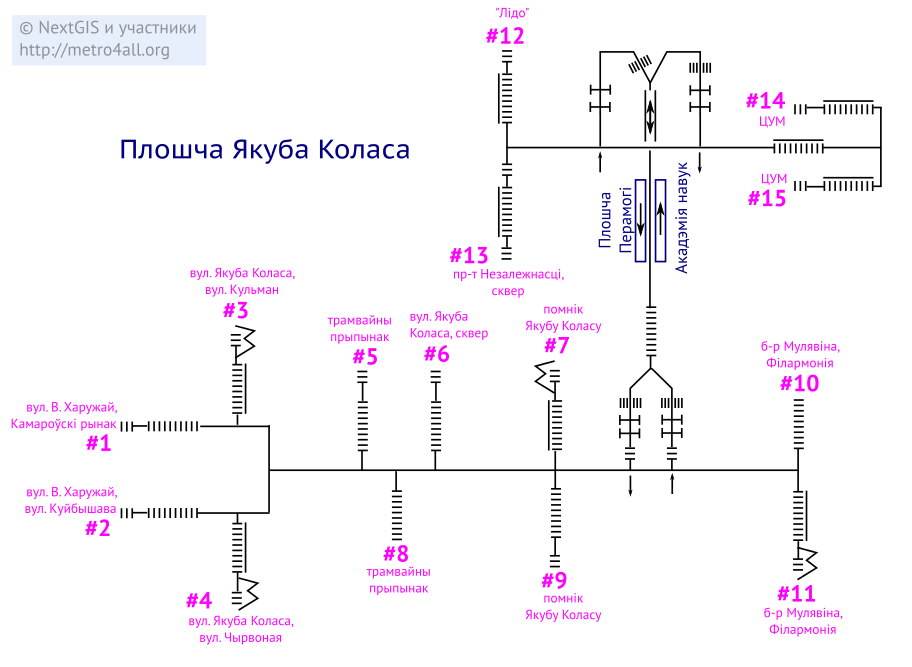 © NextGIS и участники
http://metro4all.org
"Лідо"
#12
Плошча Якуба Коласа
#14
ЦУМ
ЦУМ
#15
Плошча
Перамогі
Акадэмія навук
#13
пр-т Незалежнасці,
сквер
вул. Якуба Коласа,
вул. Кульман
#3
трамвайны
прыпынак
#5
вул. Якуба
Коласа, сквер
#6
помнік
Якубу Коласу
#7
б-р Мулявіна,
Філармонія
#10
вул. В. Харужай,
Камароўскі рынак
#1
вул. В. Харужай,
вул. Куйбышава
#2
#8
трамвайны
прыпынак
#9
помнік
Якубу Коласу
#11
б-р Мулявіна,
Філармонія
#4
вул. Якуба Коласа,
вул. Чырвоная